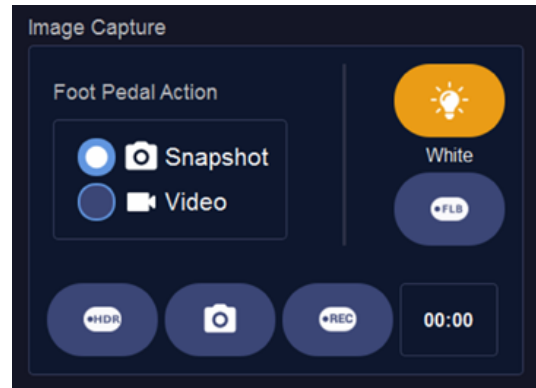 Image Capture
Foot Pedal Action
Snapshot
Video
White
•FLB
•HDR
•REC
00:00